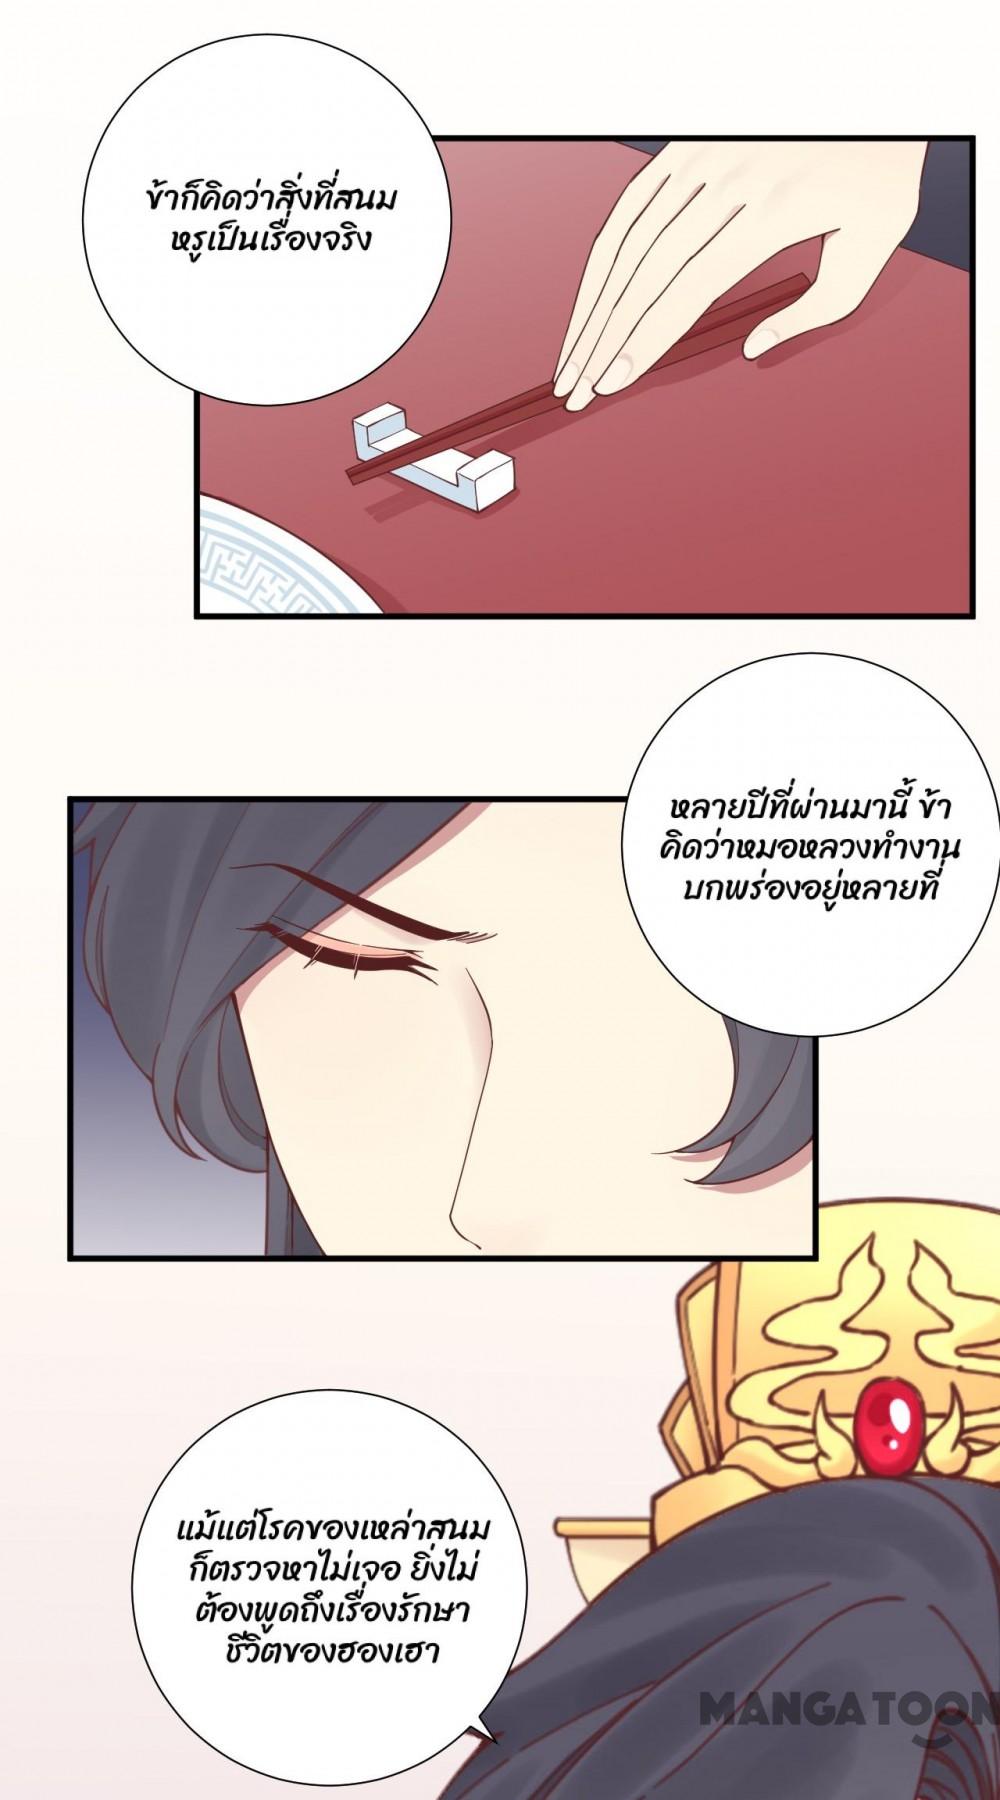 ข้าก็คิดว่าสิ่งที่สนม
หรูเป็นเรื่องจริง
หลายปีที่ผ่านมานี้ ข้า
คิดว่าหมอหลวงทำงาน
บกพร่องอยู่หลายที่
แม้แต่โรคของเหล่าสนม
ก็ตรวจหาไม่เจอ ยิ่งไม่
ต้องพูดถึงเรื่องรักษา
ชีวิตของฮองเฮา
MANGATOON